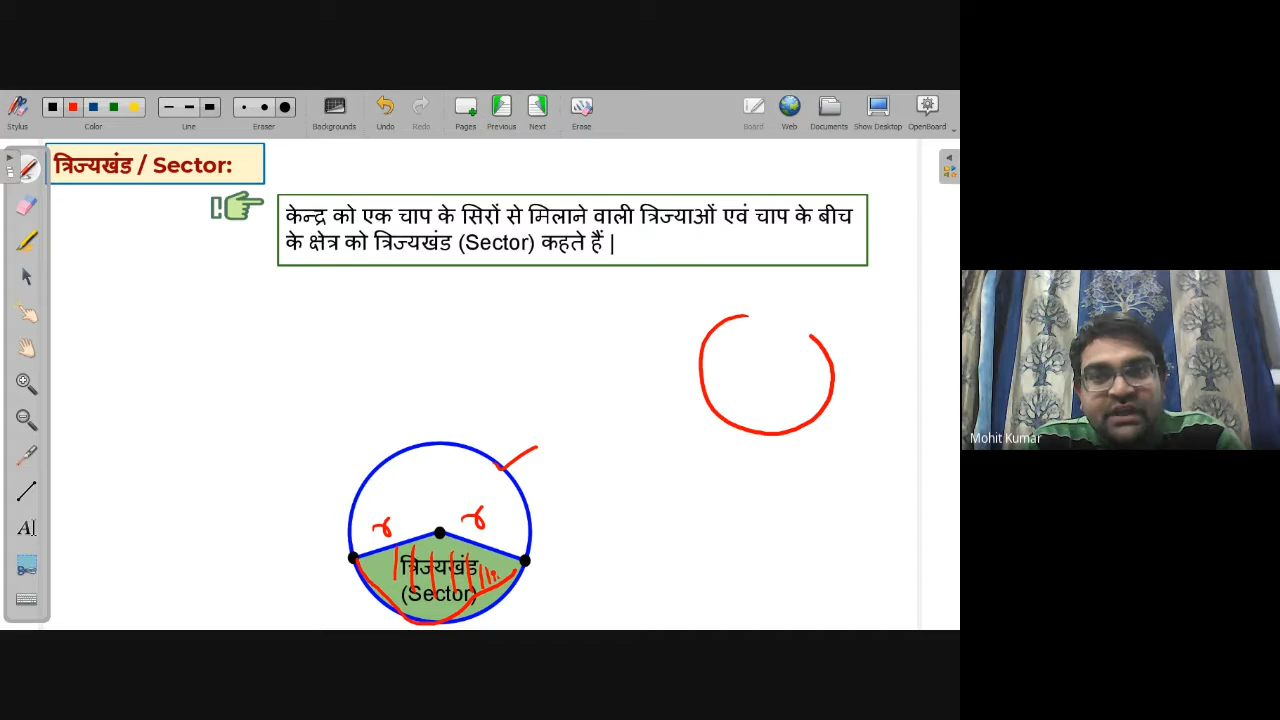 Stylus
Color
Line
Eraser
Backgrounds
Undo
Redo
Pages
Previous
Next
Erase
Board
Web
Documents
Show Desktop
OpenBoard
त्रिज्यखंड / Sector:
केन्द्र को एक चाप के सिरों से मिलाने वाली त्रिज्याओं एवं चाप के बीच
के क्षेत्र को त्रिज्यखंड (Sector) कहते हैं |
Mohit Kumar
r r
त्रिज्यखंड
(Sector)
AI